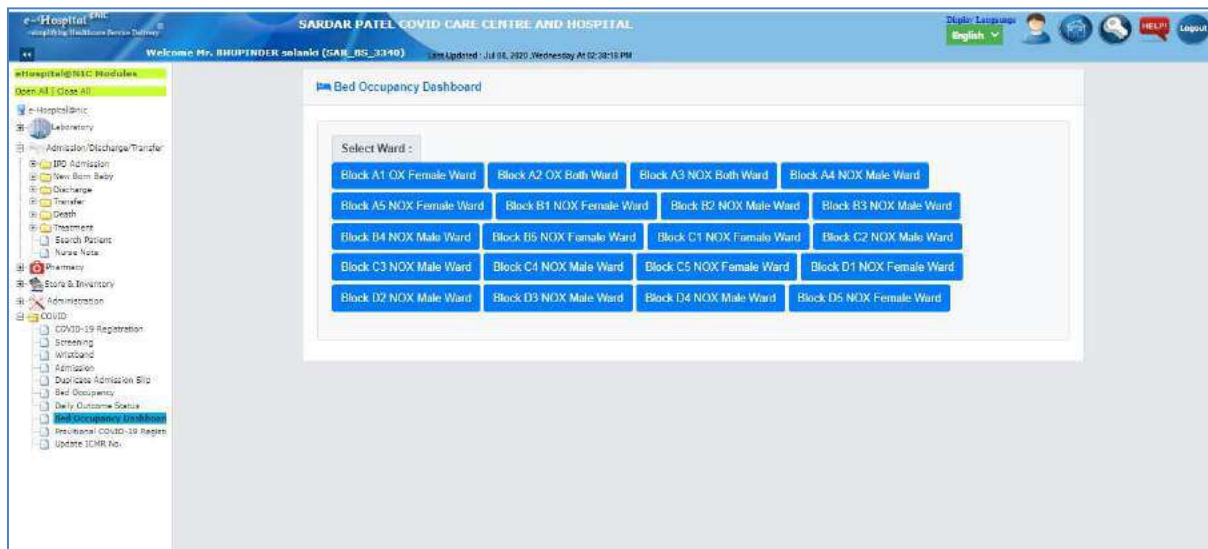 e-Hospital@NIC
SARDAR PATEL COVID CARE CENTRE AND HOSPITAL
Display Language
English
HELP!
Logout
Welcome Mr. BHUPINDER solanki (SAR_BS_3340)
Last Updated : Jul 08, 2020 ,Wednesday At 02:38:18 PM
eHospital@NIC Modules
Open All | Close All
e-Hospital@nic
Laboratory
Admission/Discharge/Transfer
IPD Admission
New Born Baby
Discharge
Transfer
Death
Treatment
Search Patient
Nurse Note
Pharmacy
Store & Inventory
Administration
COVID
COVID-19 Registration
Screening
Wristband
Admission
Duplicate Admission Slip
Bed Occupancy
Daily Outcome Status
Bed Occupancy Dashboar
Provisional COVID-19 Regist
Update ICMR No.
Bed Occupancy Dashboard
Select Ward :
Block A1 OX Female Ward Block A2 OX Both Ward Block A3 NOX Both Ward Block A4 NOX Male Ward
Block A5 NOX Female Ward Block B1 NOX Female Ward Block B2 NOX Male Ward Block B3 NOX Male Ward
Block B4 NOX Male Ward Block B5 NOX Female Ward Block C1 NOX Female Ward Block C2 NOX Male Ward
Block C3 NOX Male Ward Block C4 NOX Male Ward Block C5 NOX Female Ward Block D1 NOX Female Ward
Block D2 NOX Male Ward Block D3 NOX Male Ward Block D4 NOX Male Ward Block D5 NOX Female Ward